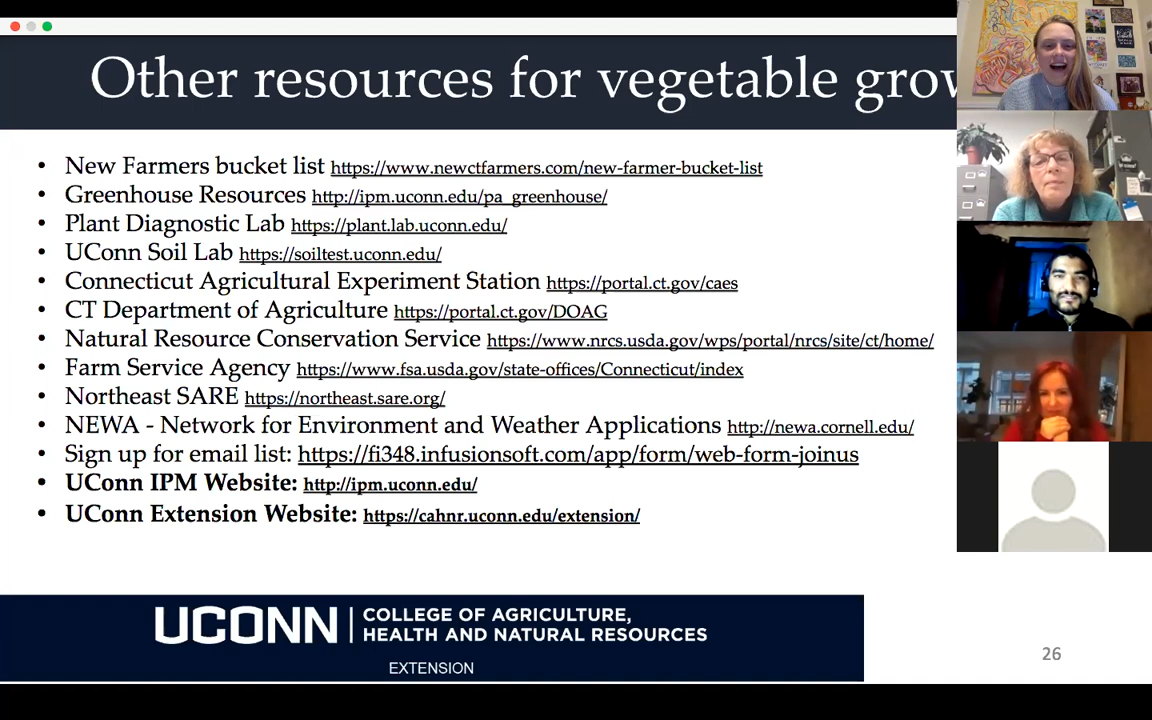 Other resources for vegetable grow
• New Farmers bucket list https://www.newctfarmers.com/new-farmer-bucket-list
• Greenhouse Resources http://ipm.uconn.edu/pa_greenhouse/
• Plant Diagnostic Lab https://plant.lab.uconn.edu/
• UConn Soil Lab https://soiltest.uconn.edu/
• Connecticut Agricultural Experiment Station https://portal.ct.gov/caes
• CT Department of Agriculture https://portal.ct.gov/DOAG
• Natural Resource Conservation Service https://www.nrcs.usda.gov/wps/portal/nrcs/site/ct/home/
• Farm Service Agency https://www.fsa.usda.gov/state-offices/Connecticut/index
• Northeast SARE https://northeast.sare.org/
• NEWA - Network for Environment and Weather Applications http://newa.cornell.edu/
• Sign up for email list: https://fi348.infusionsoft.com/app/form/web-form-joinus
• UConn IPM Website: http://ipm.uconn.edu/
• UConn Extension Website: https://cahnr.uconn.edu/extension/
UCONN | COLLEGE OF AGRICULTURE,
HEALTH AND NATURAL RESOURCES
EXTENSION
26